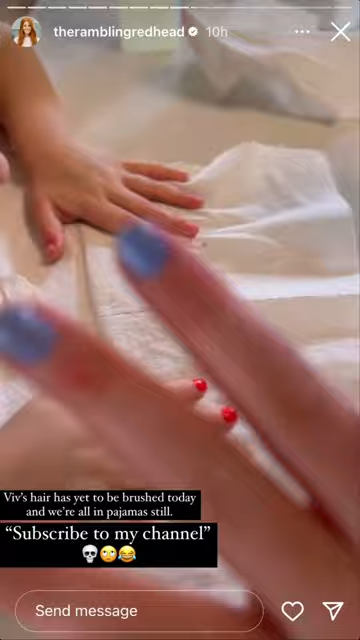 therramblingredhead 10h
Viv's hair has yet to be brushed today
and we're all in pajamas still.
"Subscribe to my channel"
💀🙄😂
Send message